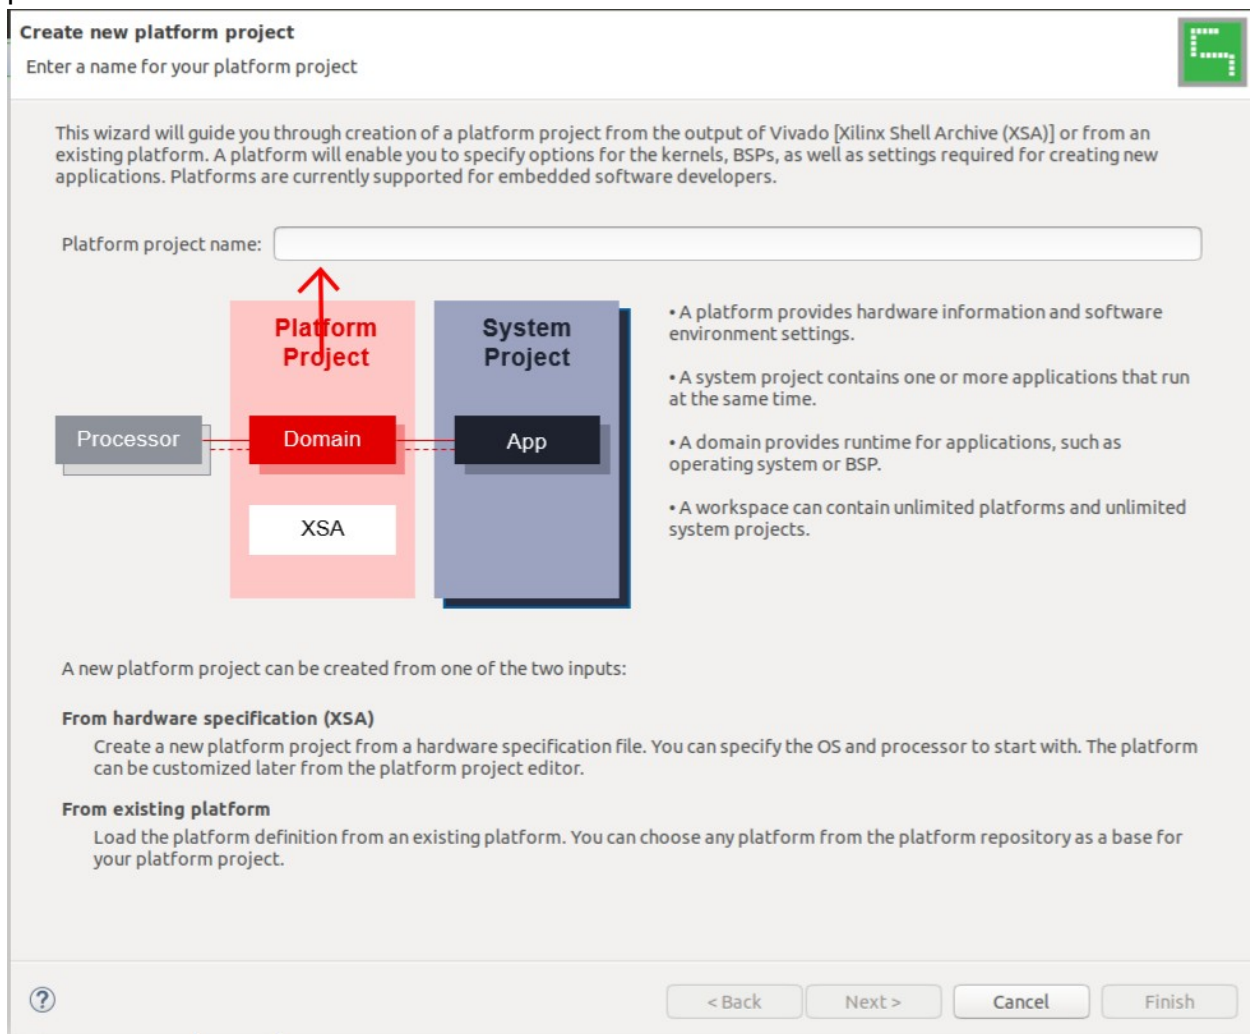 Create new platform project
Enter a name for your platform project
This wizard will guide you through creation of a platform project from the output of Vivado [Xilinx Shell Archive (XSA)] or from an
existing platform. A platform will enable you to specify options for the kernels, BSPs, as well as settings required for creating new
applications. Platforms are currently supported for embedded software developers.
Platform project name:
Platform
Project
System
Project
Processor
Domain
App
XSA
• A platform provides hardware information and software
environment settings.
• A system project contains one or more applications that run
at the same time.
• A domain provides runtime for applications, such as
operating system or BSP.
• A workspace can contain unlimited platforms and unlimited
system projects.
A new platform project can be created from one of the two inputs:
From hardware specification (XSA)
Create a new platform project from a hardware specification file. You can specify the OS and processor to start with. The platform
can be customized later from the platform project editor.
From existing platform
Load the platform definition from an existing platform. You can choose any platform from the platform repository as a base for
your platform project.
?
< Back
Next >
Cancel
Finish